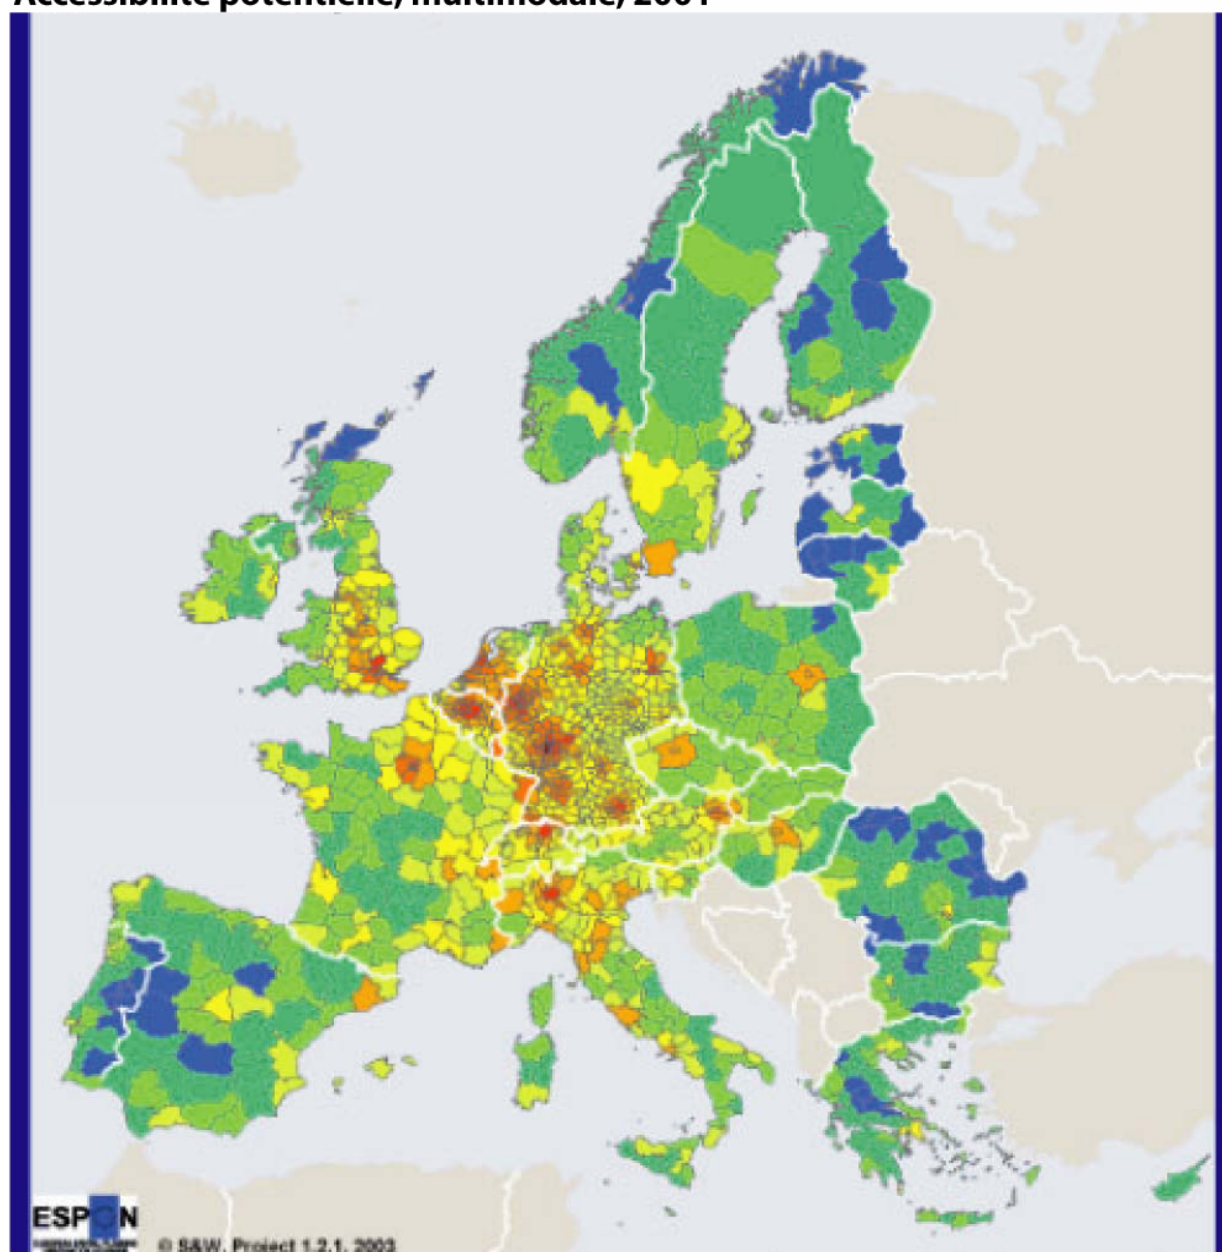 Accessibilité potentielle, multimodale, 2001
ESPON
© S&W, Project 1.2.1, 2003